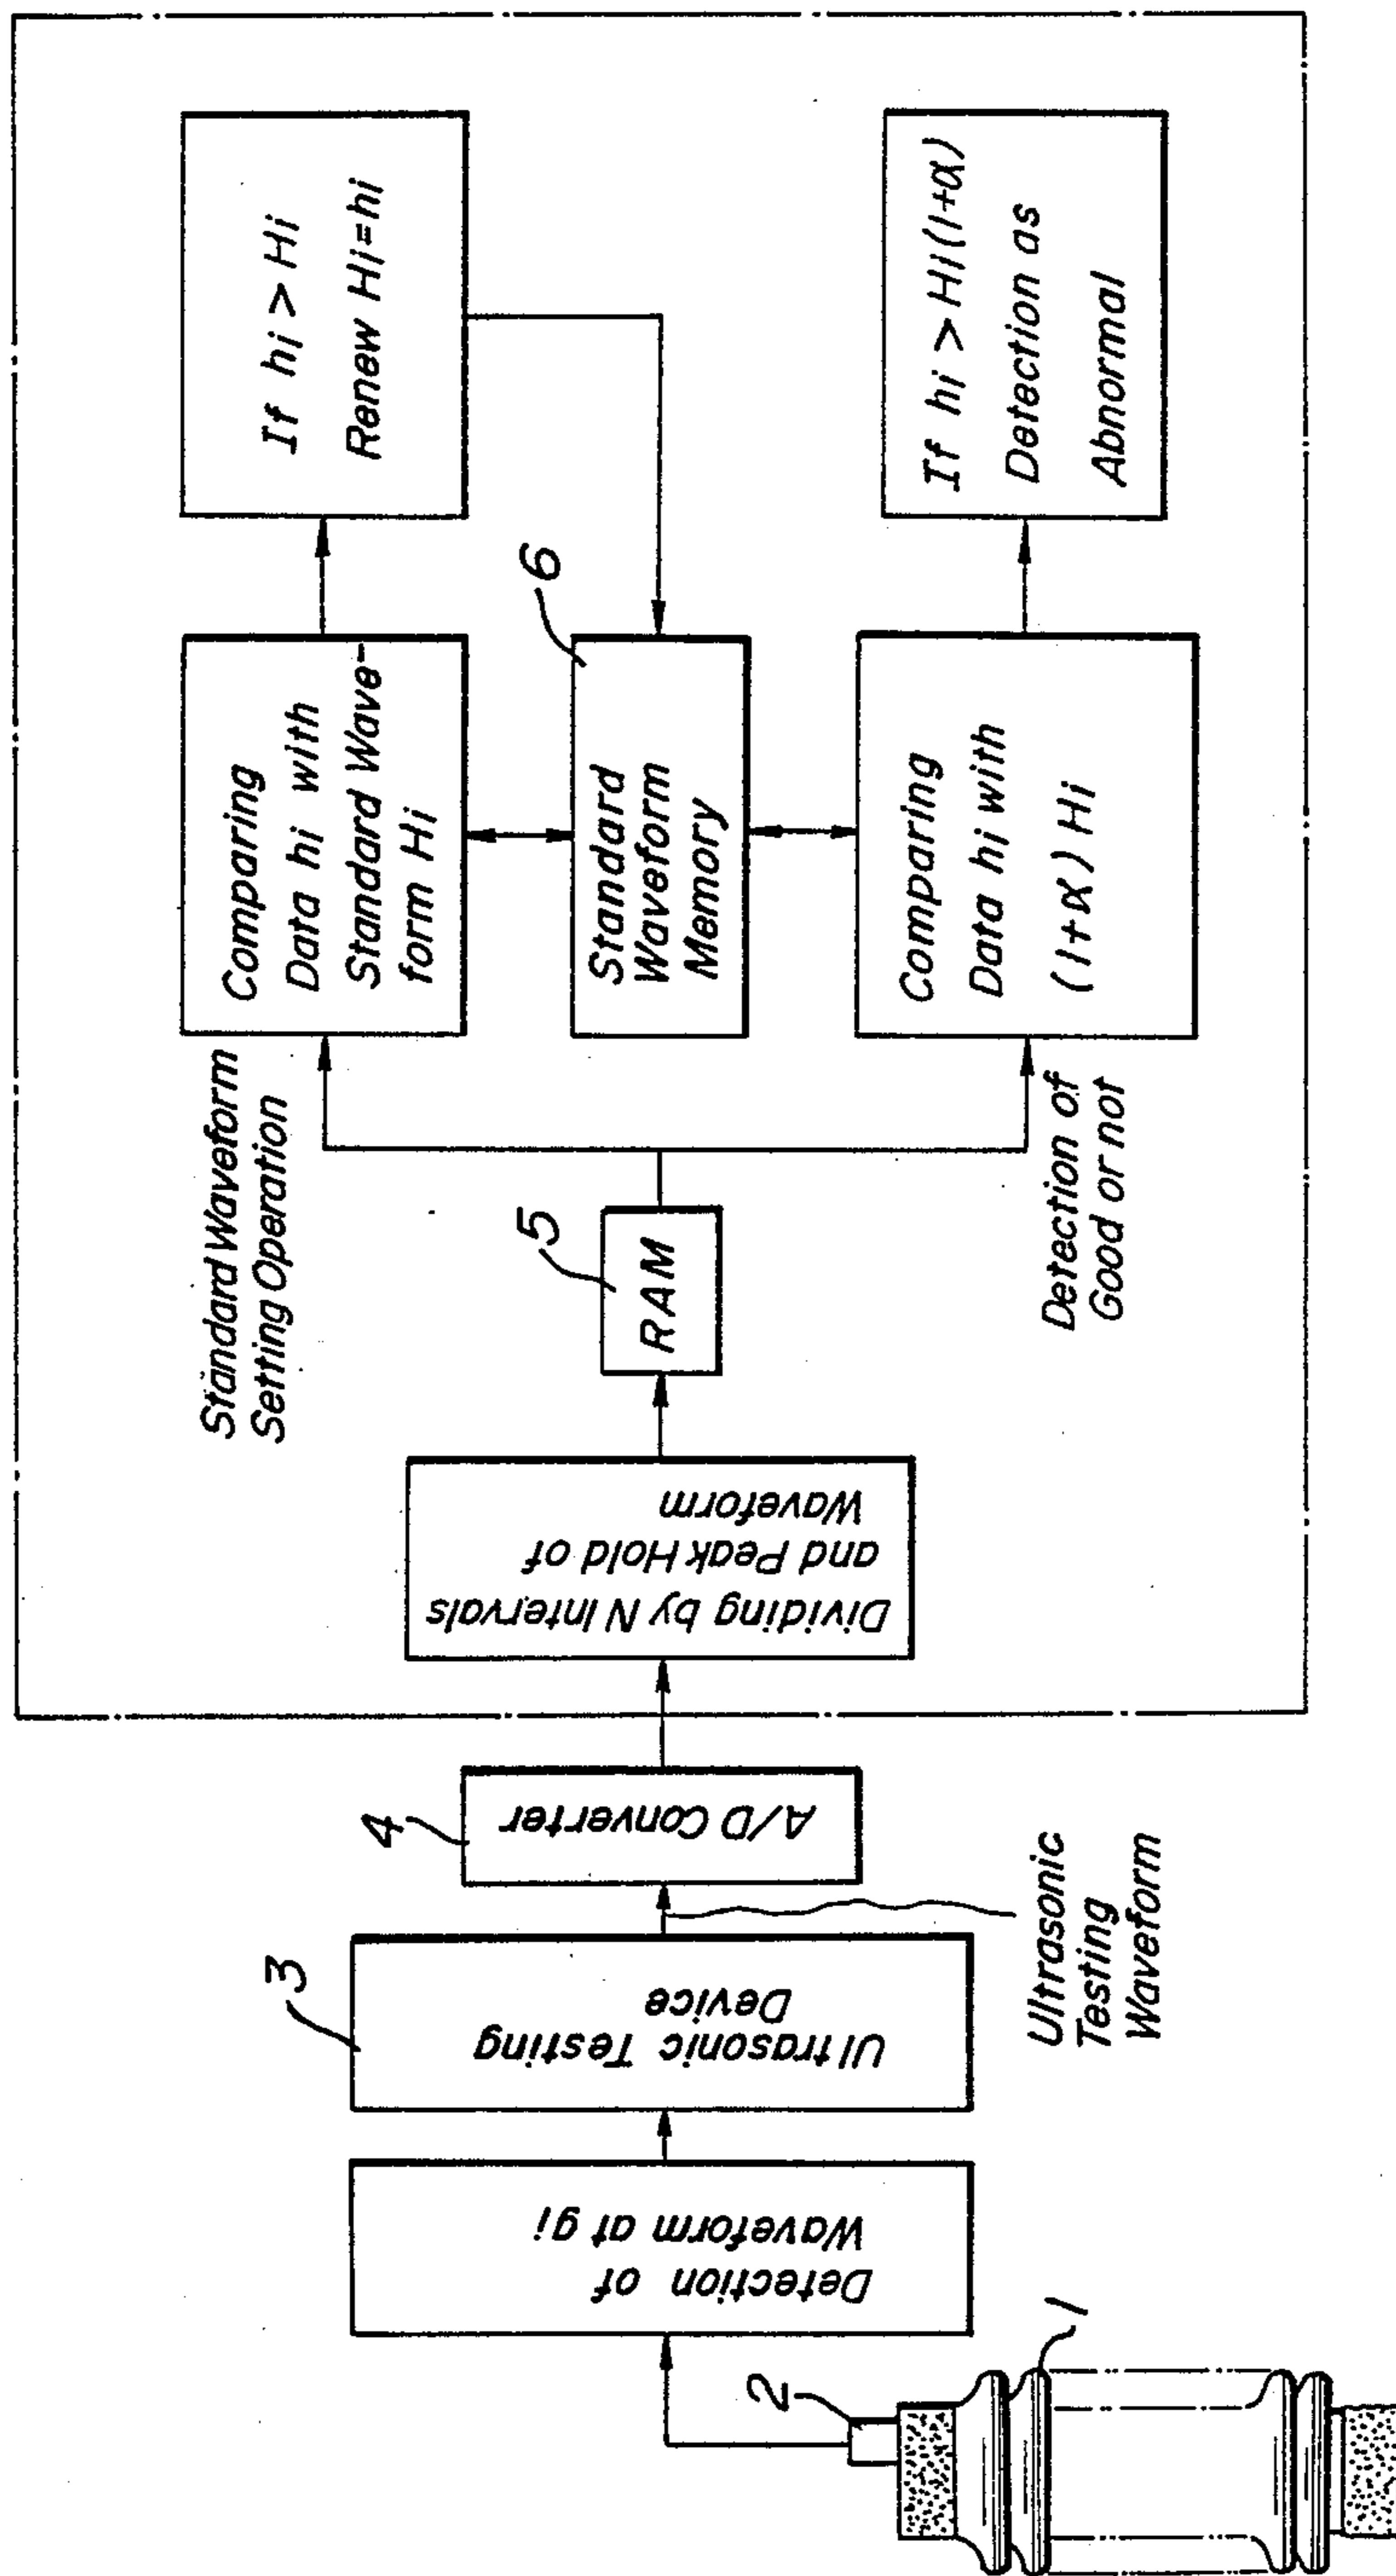 1
2
Detection of
Waveform at gi
3
Ultrasonic Testing
Device
Ultrasonic
Testing
Waveform
4
A/D Converter
Dividing by N Intervals
and Peak Hold of
Waveform
5
RAM
Standard Waveform
Setting Operation
Detection of
Good or not
Comparing
Data hi with
Standard Wave-
form Hi
6
Standard
Waveform
Memory
Comparing
Data hi with
(1+α) Hi
If hi > Hi
Renew Hi=hi
If hi > Hi(1+α)
Detection as
Abnormal